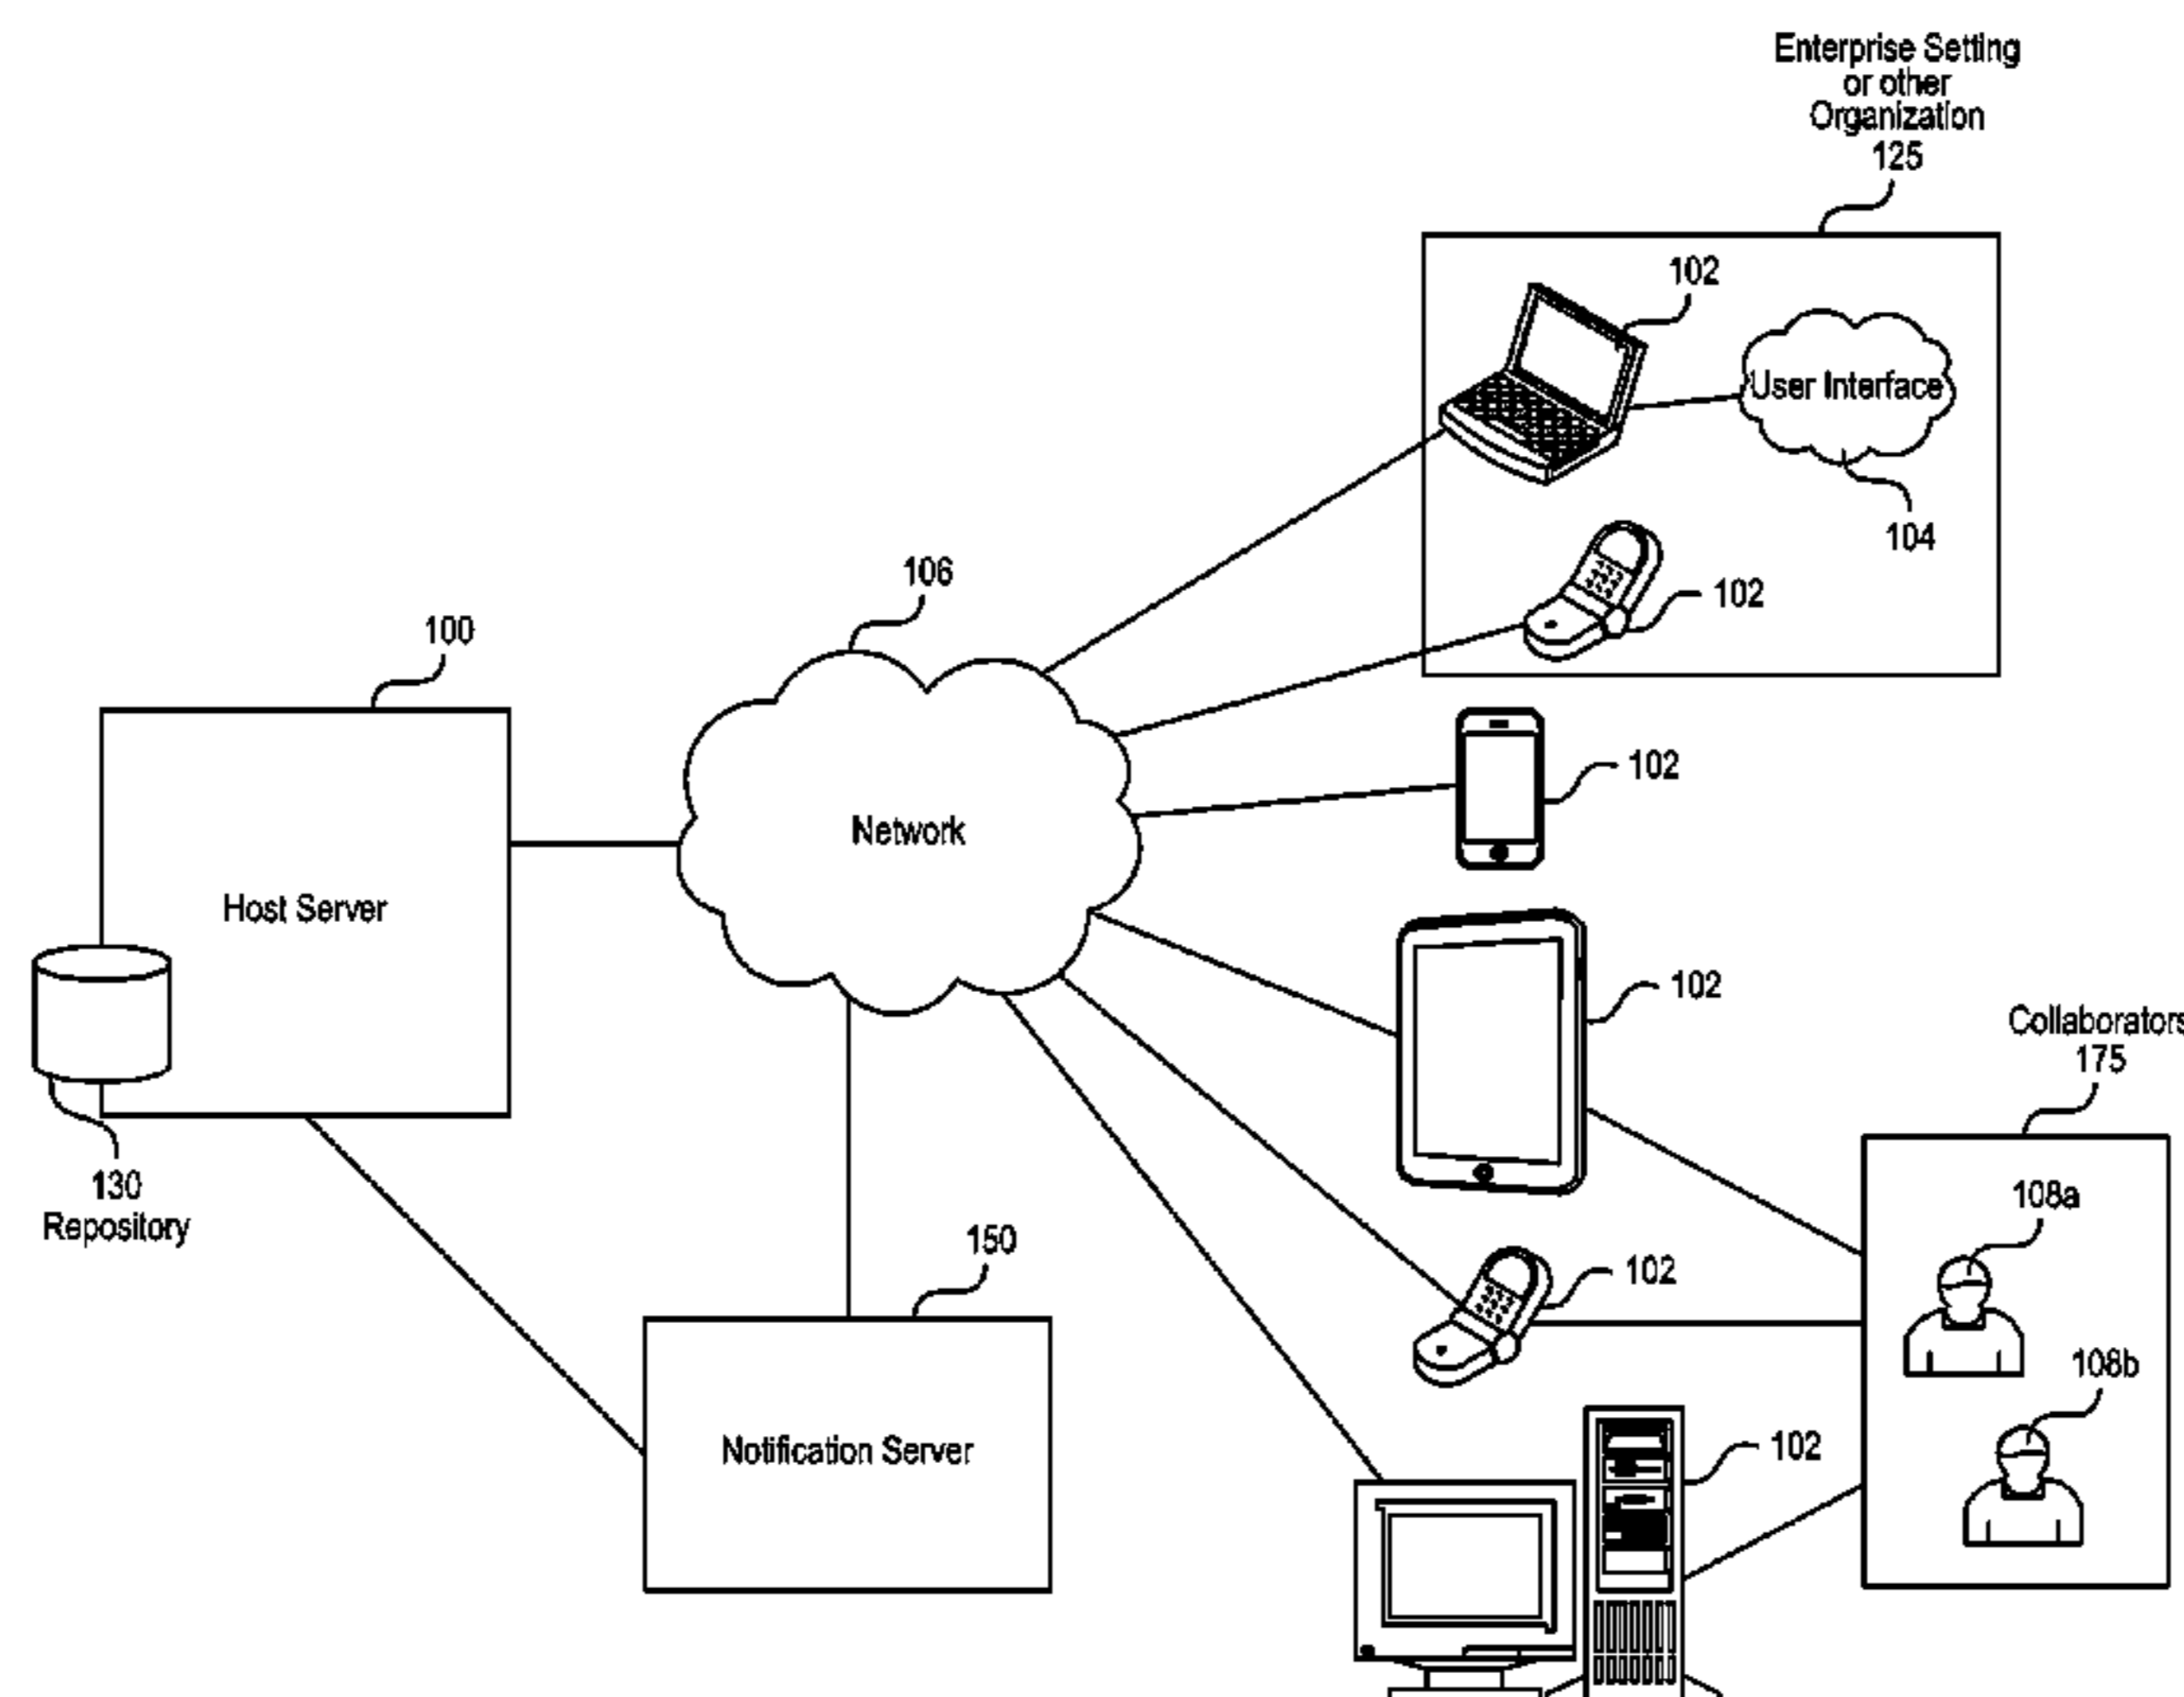 Enterprise Setting
or other
Organization
125
102
User Interface
104
102
106
100
102
Network
Host Server
102
Collaborators
175
130
Repository
108a
150
102
108b
Notification Server
102